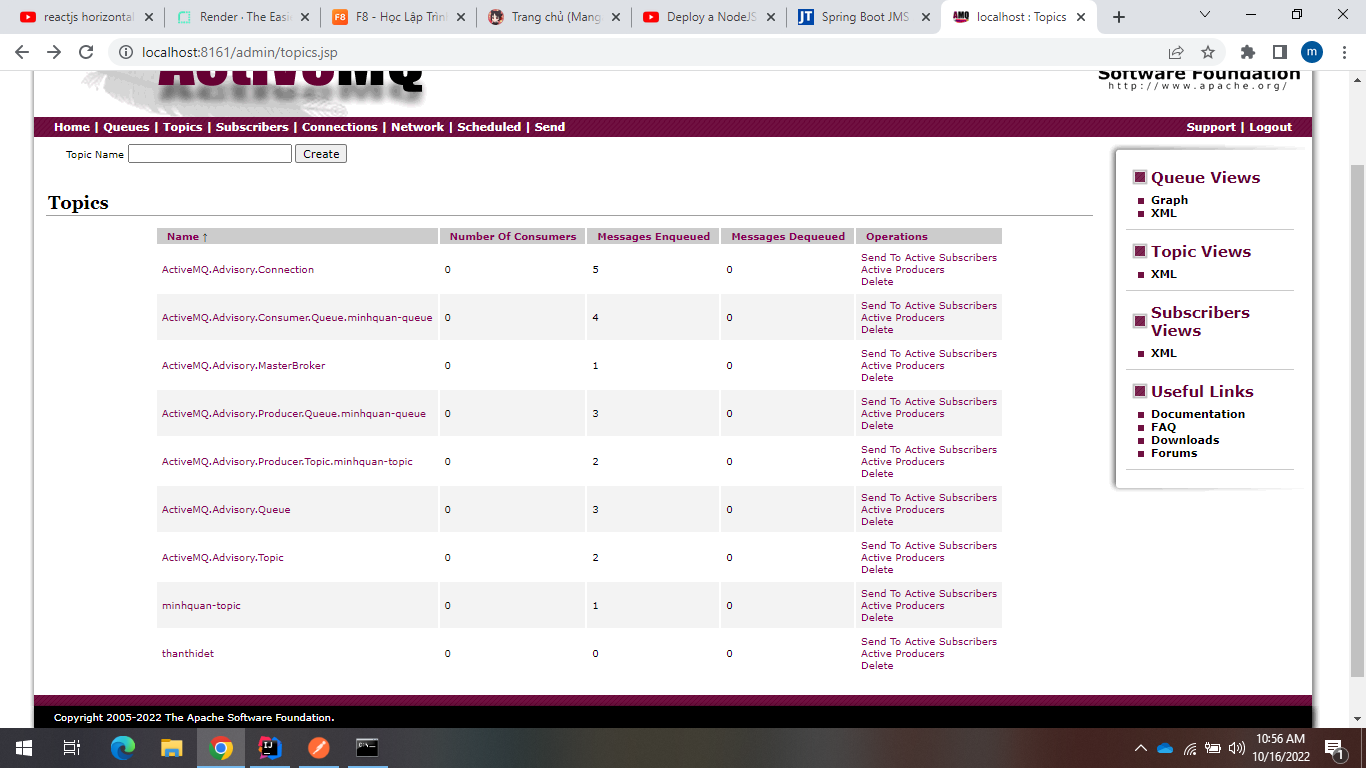 reactjs horizontal
Render · The Easi
F8 - Học Lập Trình
Trang chủ (Mang
Deploy a NodeJS
Spring Boot JMS
localhost : Topics
localhost:8161/admin/topics.jsp
m
ActiveMQ
Software Foundation
http://www.apache.org/
Home | Queues | Topics | Subscribers | Connections | Network | Scheduled | Send
Support | Logout
Topic Name
Create
Topics
Name ↑ Number Of Consumers Messages Enqueued Messages Dequeued Operations
ActiveMQ.Advisory.Connection 0 5 0 Send To Active Subscribers
Active Producers
Delete
ActiveMQ.Advisory.Consumer.Queue.minhquan-queue 0 4 0 Send To Active Subscribers
Active Producers
Delete
ActiveMQ.Advisory.MasterBroker 0 1 0 Send To Active Subscribers
Active Producers
Delete
ActiveMQ.Advisory.Producer.Queue.minhquan-queue 0 3 0 Send To Active Subscribers
Active Producers
Delete
ActiveMQ.Advisory.Producer.Topic.minhquan-topic 0 2 0 Send To Active Subscribers
Active Producers
Delete
ActiveMQ.Advisory.Queue 0 3 0 Send To Active Subscribers
Active Producers
Delete
ActiveMQ.Advisory.Topic 0 2 0 Send To Active Subscribers
Active Producers
Delete
minhquan-topic 0 1 0 Send To Active Subscribers
Active Producers
Delete
thanthidet 0 0 0 Send To Active Subscribers
Active Producers
Delete
Queue Views
Graph
XML
Topic Views
XML
Subscribers
Views
XML
Useful Links
Documentation
FAQ
Downloads
Forums
Copyright 2005-2022 The Apache Software Foundation.
10:56 AM
10/16/2022
1